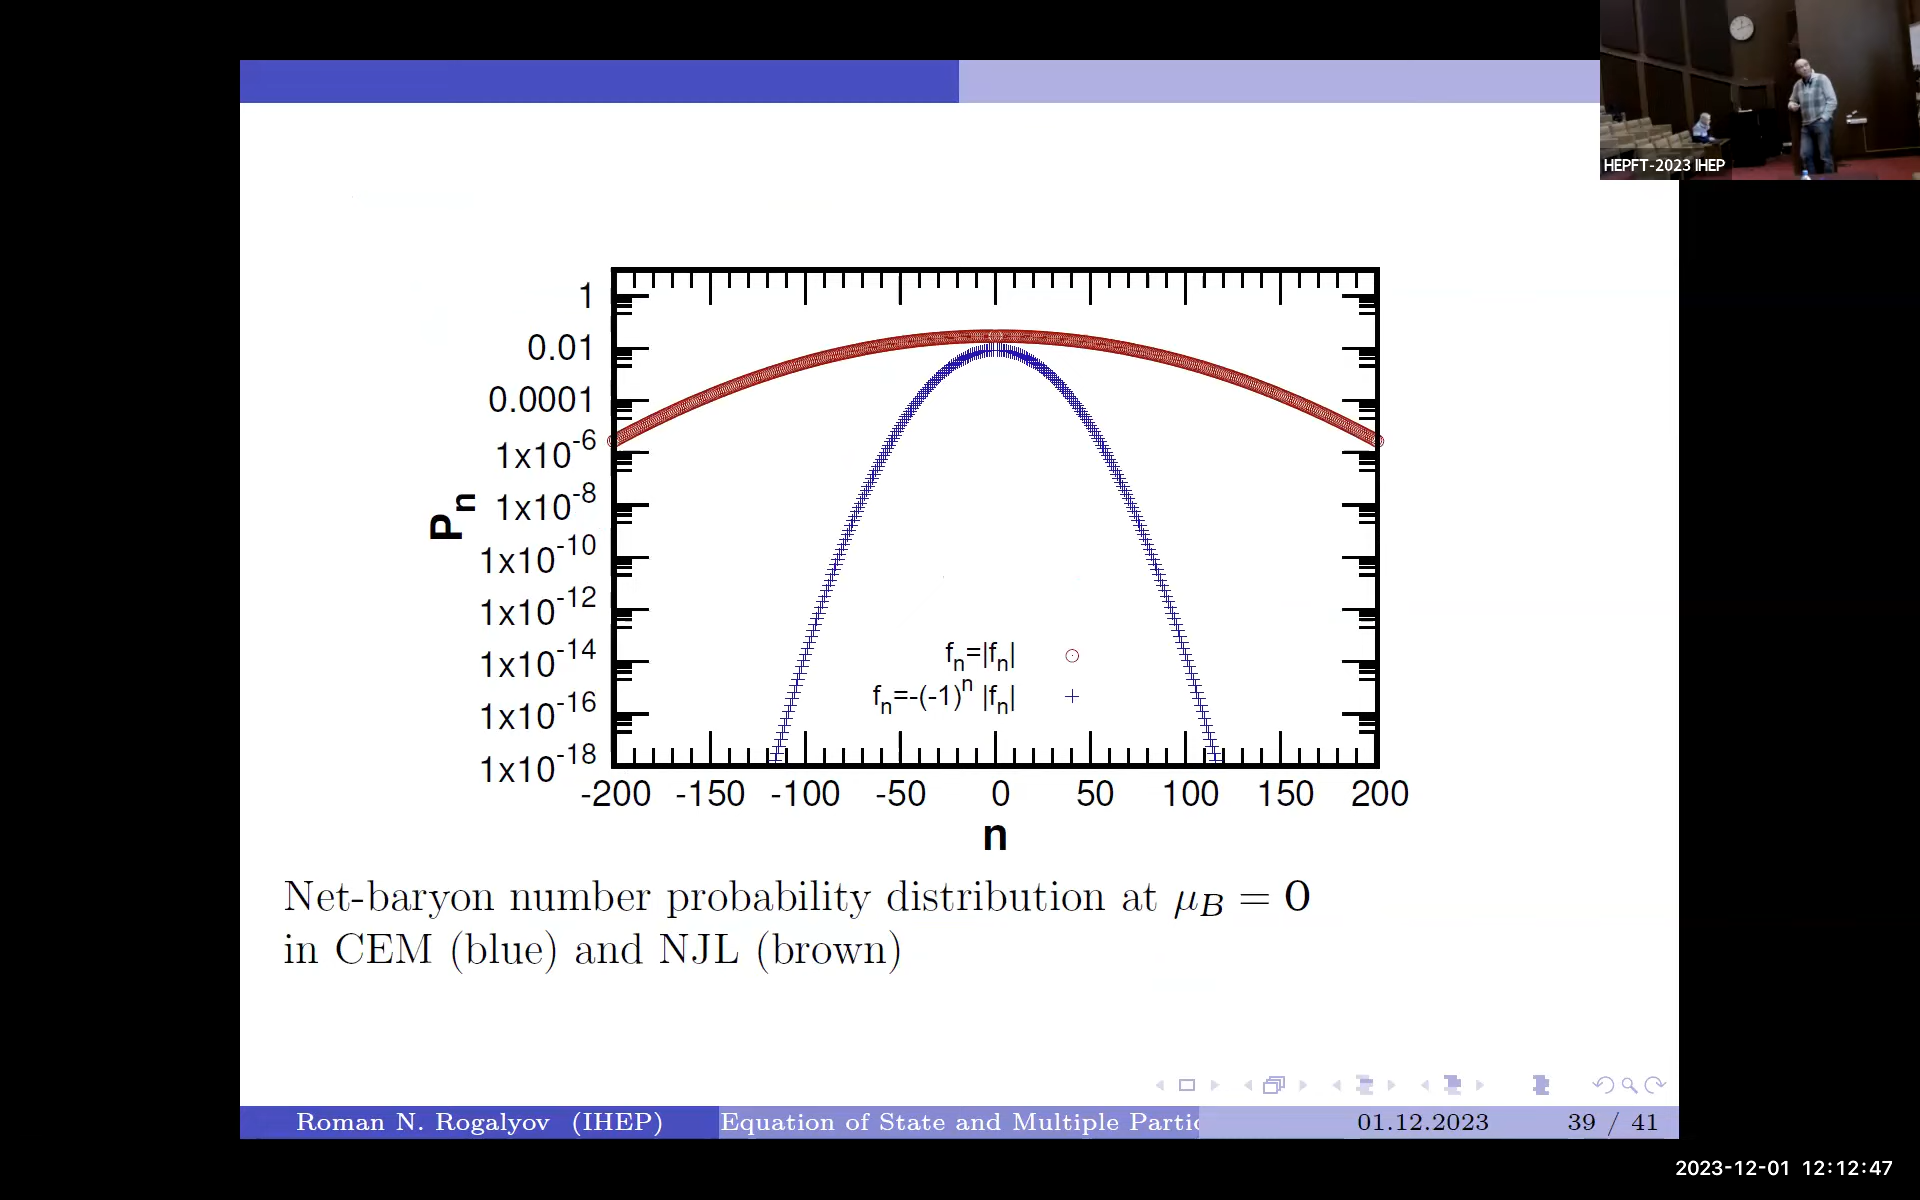 HEPFT-2023 IHEP
1
0.01
0.0001
1x10^-6
1x10^-8
1x10^-10
1x10^-12
1x10^-14
1x10^-16
1x10^-18
P_n
f_n=|f_n|
f_n=-(-1)^n |f_n|
-200 -150 -100 -50 0 50 100 150 200
n
Net-baryon number probability distribution at μ_B = 0
in CEM (blue) and NJL (brown)
Roman N. Rogalyov (IHEP) Equation of State and Multiple Partic 01.12.2023 39 / 41
2023-12-01 12:12:47